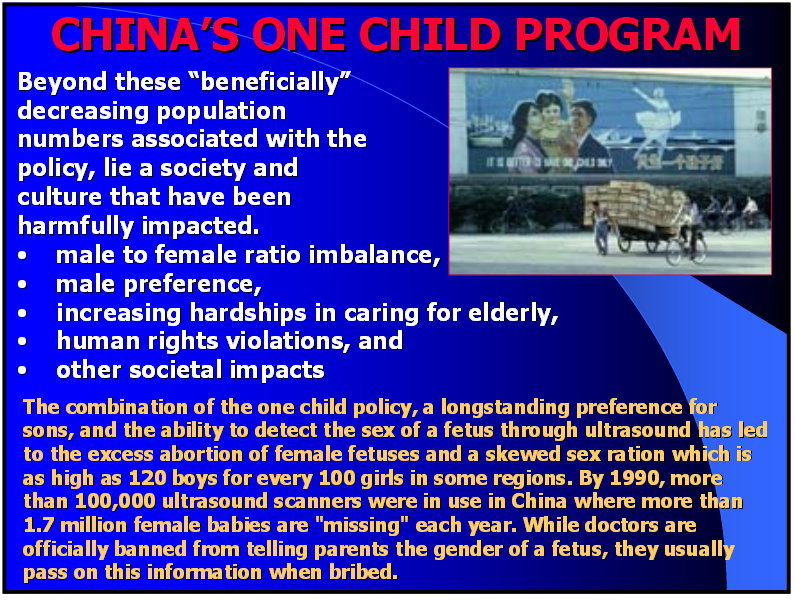 CHINA’S ONE CHILD PROGRAM
Beyond these “beneficially”
decreasing population
numbers associated with the
policy, lie a society and
culture that have been
harmfully impacted.
• male to female ratio imbalance,
• male preference,
• increasing hardships in caring for elderly,
• human rights violations, and
• other societal impacts
IT IS BETTER TO HAVE ONE CHILD ONLY
The combination of the one child policy, a longstanding preference for
sons, and the ability to detect the sex of a fetus through ultrasound has led
to the excess abortion of female fetuses and a skewed sex ration which is
as high as 120 boys for every 100 girls in some regions. By 1990, more
than 100,000 ultrasound scanners were in use in China where more than
1.7 million female babies are "missing" each year. While doctors are
officially banned from telling parents the gender of a fetus, they usually
pass on this information when bribed.